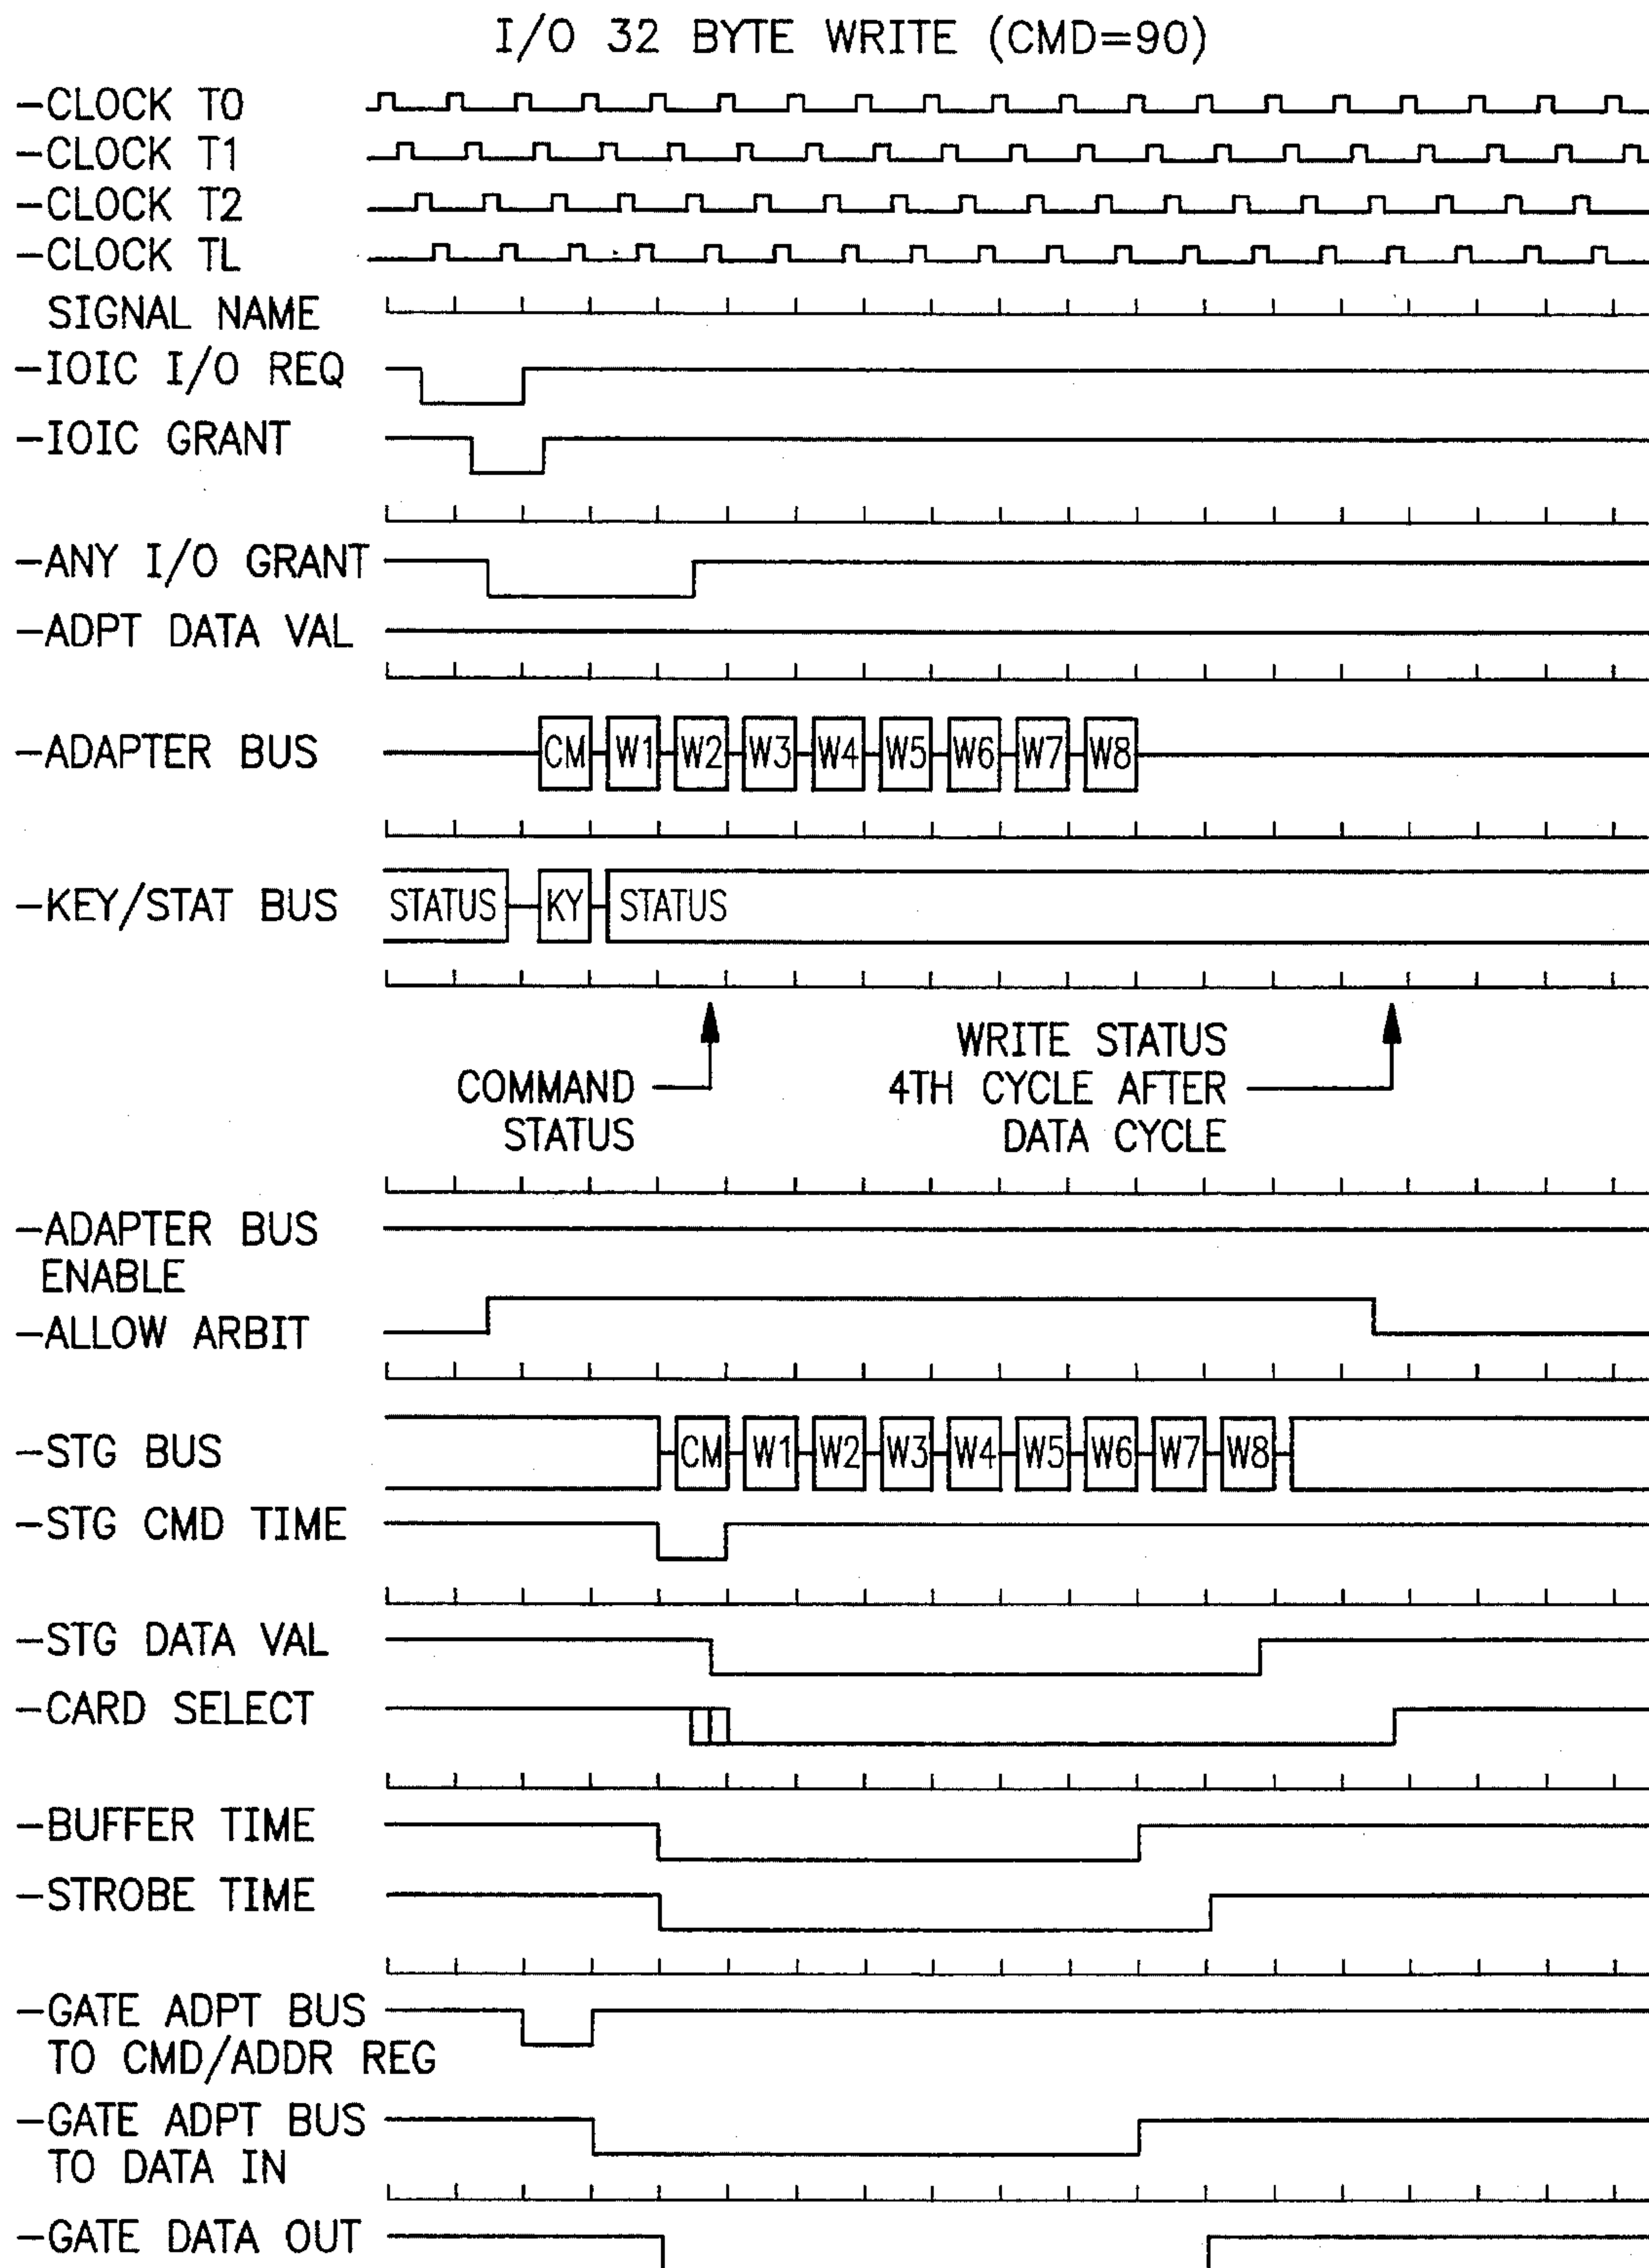 I/O 32 BYTE WRITE (CMD=90)
-CLOCK T0
-CLOCK T1
-CLOCK T2
-CLOCK TL
SIGNAL NAME
-IOIC I/O REQ
-IOIC GRANT
-ANY I/O GRANT
-ADPT DATA VAL
-ADAPTER BUS CM W1 W2 W3 W4 W5 W6 W7 W8
-KEY/STAT BUS STATUS KY STATUS
COMMAND
STATUS
WRITE STATUS
4TH CYCLE AFTER
DATA CYCLE
-ADAPTER BUS
ENABLE
-ALLOW ARBIT
-STG BUS CM W1 W2 W3 W4 W5 W6 W7 W8
-STG CMD TIME
-STG DATA VAL
-CARD SELECT
-BUFFER TIME
-STROBE TIME
-GATE ADPT BUS
TO CMD/ADDR REG
-GATE ADPT BUS
TO DATA IN
-GATE DATA OUT